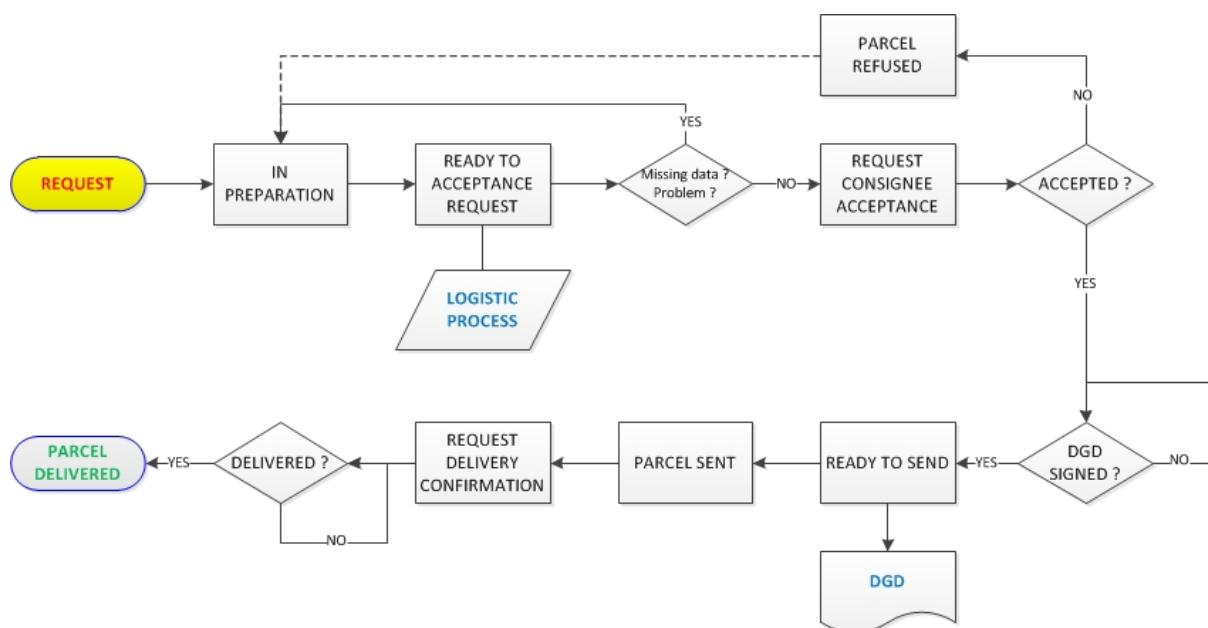 PARCEL
REFUSED
NO
YES
REQUEST
IN
PREPARATION
READY TO
ACCEPTANCE
REQUEST
Missing data ?
Problem ?
NO
REQUEST
CONSIGNEE
ACCEPTANCE
ACCEPTED ?
YES
LOGISTIC
PROCESS
PARCEL
DELIVERED
YES
DELIVERED ?
NO
REQUEST
DELIVERY
CONFIRMATION
PARCEL SENT
READY TO SEND
YES
DGD
SIGNED ?
NO
DGD